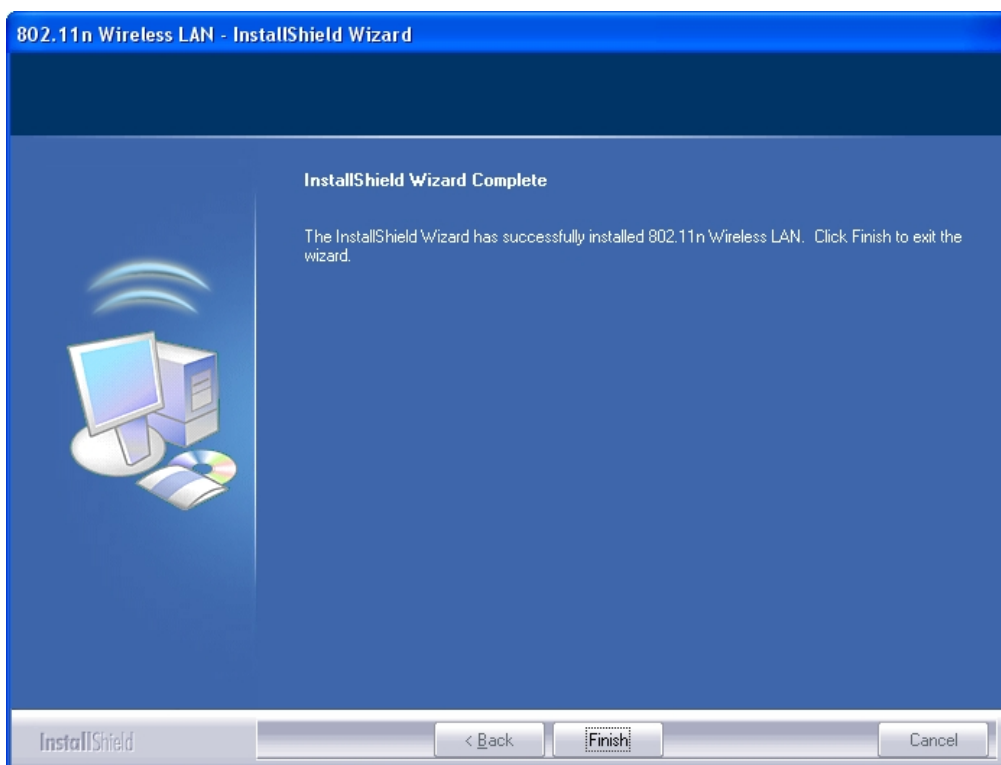 802.11n Wireless LAN - InstallShield Wizard
InstallShield Wizard Complete
The InstallShield Wizard has successfully installed 802.11n Wireless LAN. Click Finish to exit the
wizard.
InstallShield
< Back
Finish
Cancel